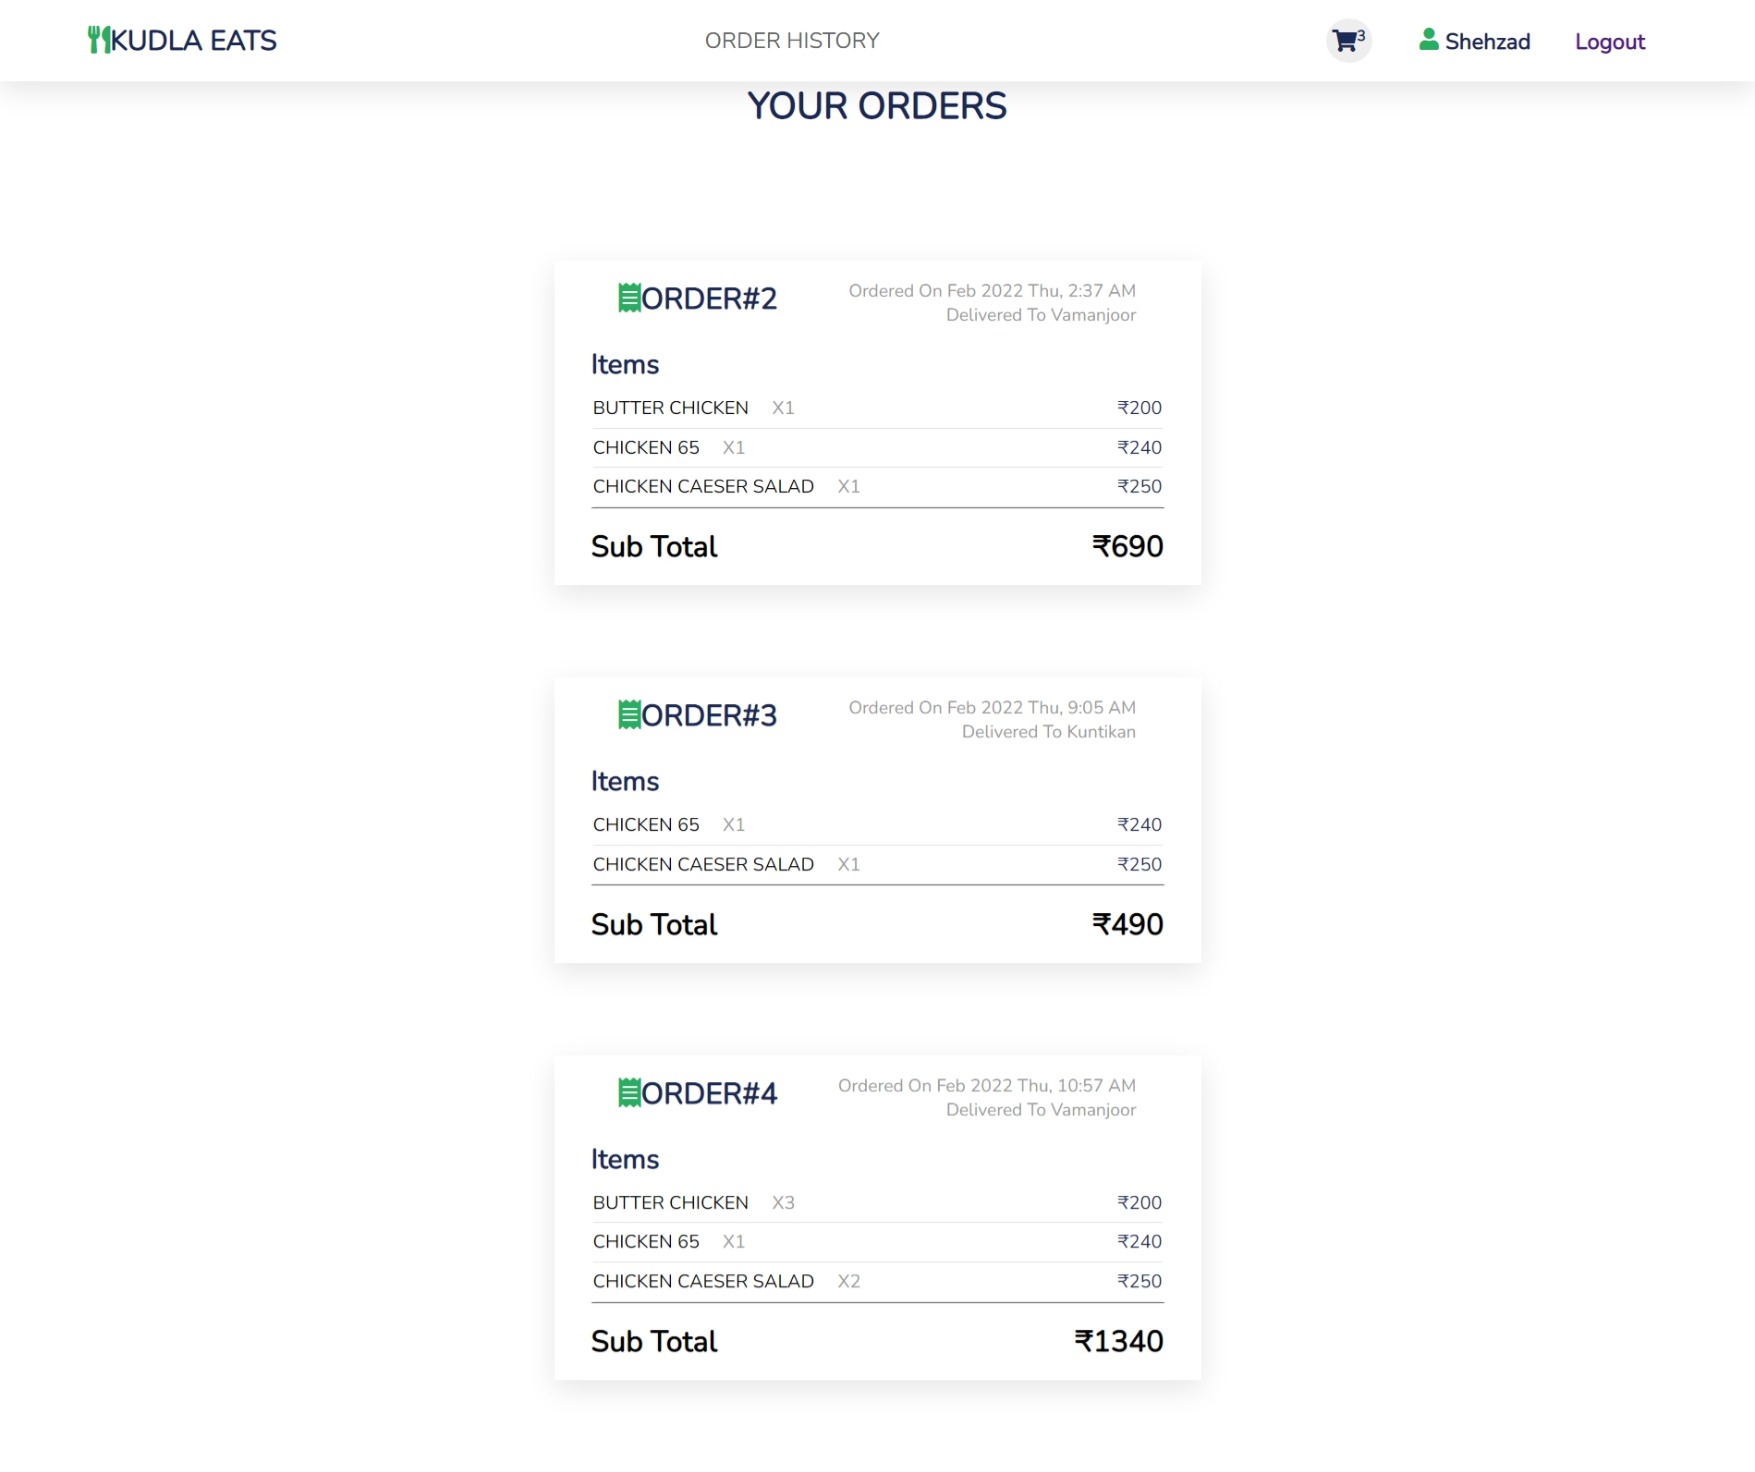 KUDLA EATS ORDER HISTORY 3 Shehzad Logout
YOUR ORDERS
ORDER#2 Ordered On Feb 2022 Thu, 2:37 AM
Delivered To Vamanjoor
Items
BUTTER CHICKEN X1 ₹200
CHICKEN 65 X1 ₹240
CHICKEN CAESER SALAD X1 ₹250
Sub Total ₹690
ORDER#3 Ordered On Feb 2022 Thu, 9:05 AM
Delivered To Kuntikan
Items
CHICKEN 65 X1 ₹240
CHICKEN CAESER SALAD X1 ₹250
Sub Total ₹490
ORDER#4 Ordered On Feb 2022 Thu, 10:57 AM
Delivered To Vamanjoor
Items
BUTTER CHICKEN X3 ₹200
CHICKEN 65 X1 ₹240
CHICKEN CAESER SALAD X2 ₹250
Sub Total ₹1340